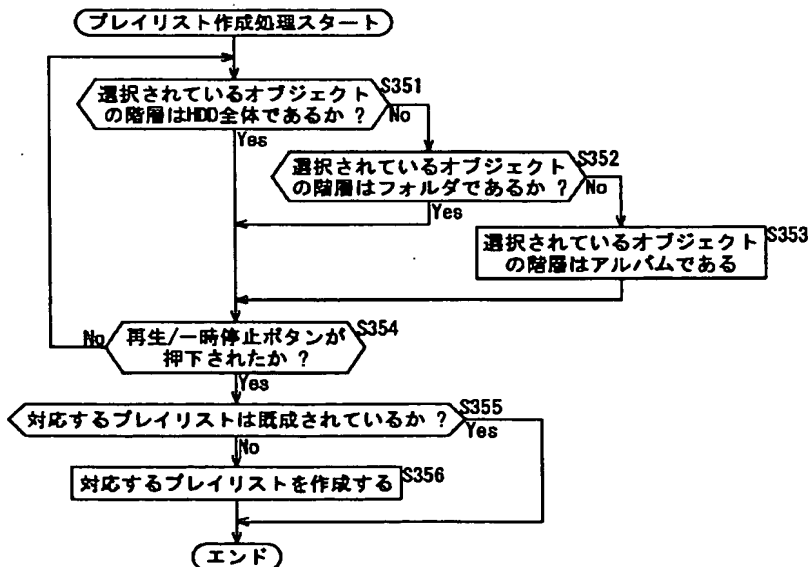 プレイリスト作成処理スタート
S351
選択されているオブジェクト
の階層はHDD全体であるか ?
No
Yes
S352
選択されているオブジェクト
の階層はフォルダであるか ?
No
Yes
S353
選択されているオブジェクト
の階層はアルバムである
S354
No
再生/一時停止ボタンが
押下されたか ?
Yes
S355
対応するプレイリストは既成されているか ?
Yes
No
S356
対応するプレイリストを作成する
エンド